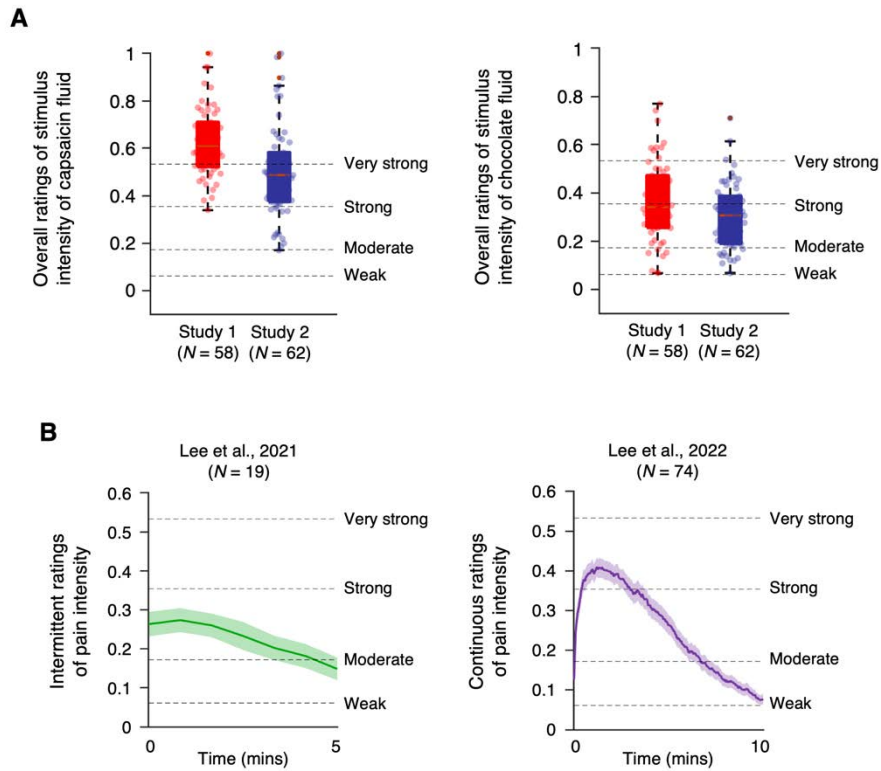 A
Overall ratings of stimulus
intensity of capsaicin fluid
1
0.8
0.6
0.4
0.2
0
Very strong
Strong
Moderate
Weak
Study 1
(N = 58)
Study 2
(N = 62)
Overall ratings of stimulus
intensity of chocolate fluid
1
0.8
0.6
0.4
0.2
0
Very strong
Strong
Moderate
Weak
Study 1
(N = 58)
Study 2
(N = 62)
B
Lee et al., 2021
(N = 19)
Intermittent ratings
of pain intensity
0.6
0.5
0.4
0.3
0.2
0.1
0
Very strong
Strong
Moderate
Weak
0
5
Time (mins)
Lee et al., 2022
(N = 74)
Continuous ratings
of pain intensity
0.6
0.5
0.4
0.3
0.2
0.1
0
Very strong
Strong
Moderate
Weak
0
10
Time (mins)